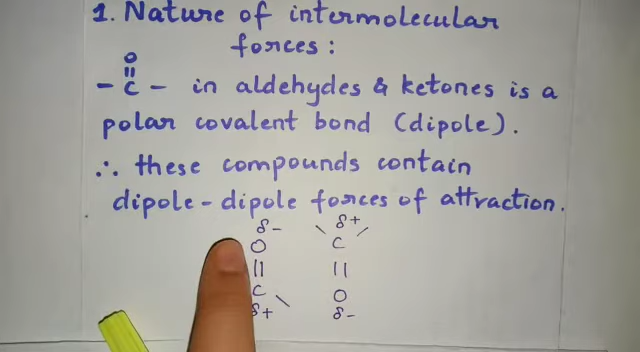 1. Nature of intermolecular
forces :
O
||
- C - in aldehydes & ketones is a
polar covalent bond (dipole).
∴ these compounds contain
dipole - dipole forces of attraction.
δ- δ+
O C
|| ||
C O
δ+ δ-